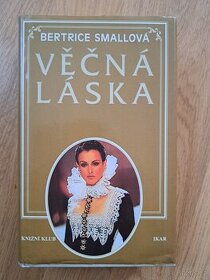 BERTRICE SMALLOVÁ
VĚČNÁ
LÁSKA
KNIŽNÍ KLUB
IKAR